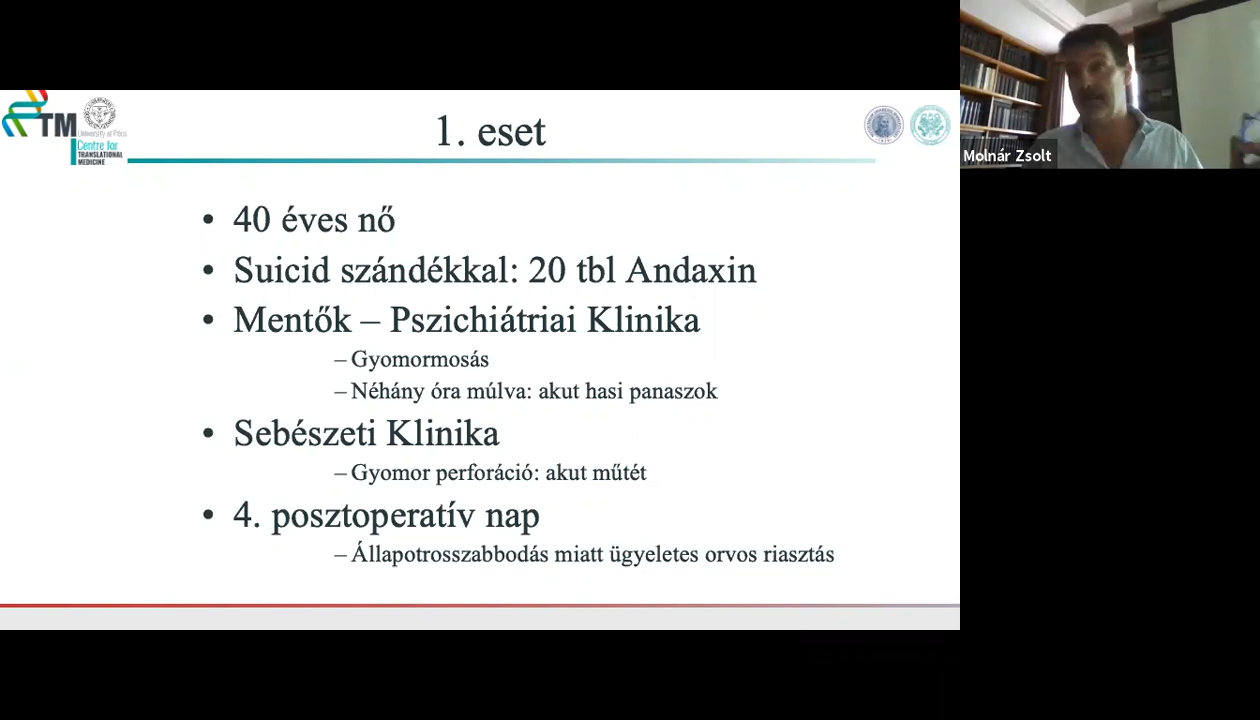 TM
University of Pécs
Centre for
TRANSLATIONAL
MEDICINE
1. eset
Molnár Zsolt
• 40 éves nő
• Suicid szándékkal: 20 tbl Andaxin
• Mentők – Pszichiátriai Klinika
– Gyomormosás
– Néhány óra múlva: akut hasi panaszok
• Sebészeti Klinika
– Gyomor perforáció: akut műtét
• 4. posztoperatív nap
– Állapotrosszabbodás miatt ügyeletes orvos riasztás